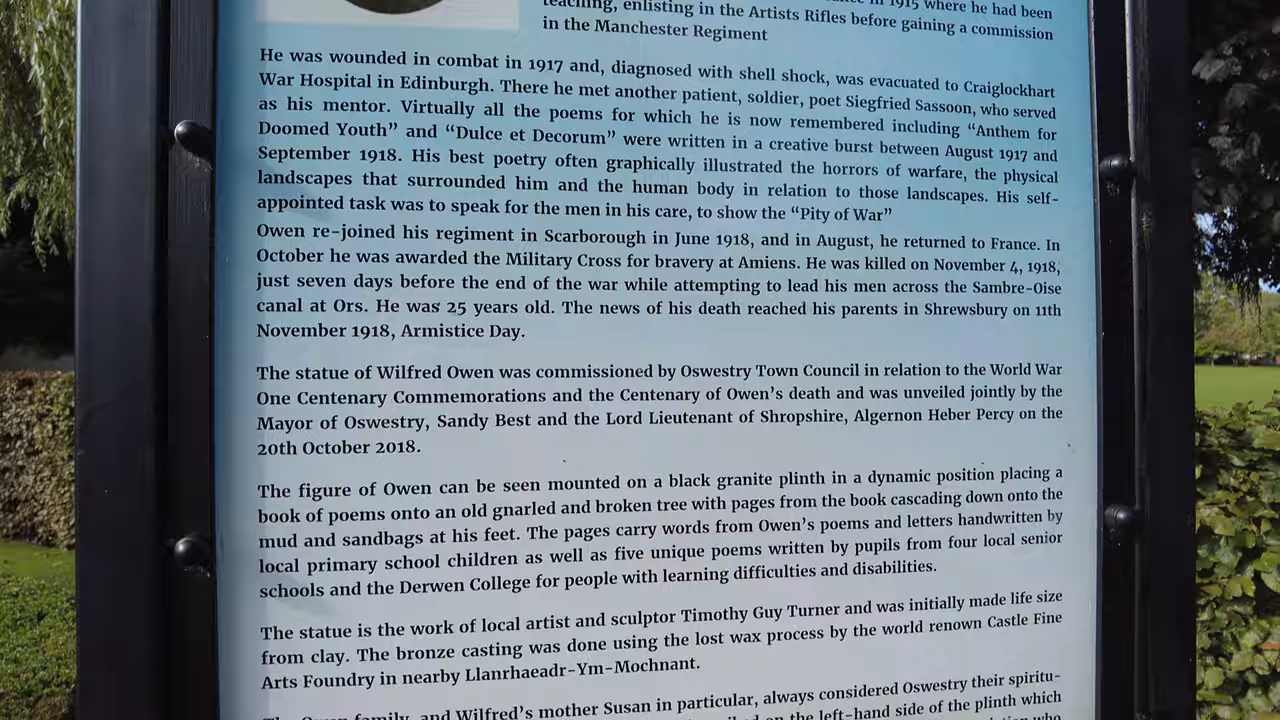 in 1915 where he had been
teaching, enlisting in the Artists Rifles before gaining a commission
in the Manchester Regiment
He was wounded in combat in 1917 and, diagnosed with shell shock, was evacuated to Craiglockhart
War Hospital in Edinburgh. There he met another patient, soldier, poet Siegfried Sassoon, who served
as his mentor. Virtually all the poems for which he is now remembered including “Anthem for
Doomed Youth” and “Dulce et Decorum” were written in a creative burst between August 1917 and
September 1918. His best poetry often graphically illustrated the horrors of warfare, the physical
landscapes that surrounded him and the human body in relation to those landscapes. His self-
appointed task was to speak for the men in his care, to show the “Pity of War”
Owen re-joined his regiment in Scarborough in June 1918, and in August, he returned to France. In
October he was awarded the Military Cross for bravery at Amiens. He was killed on November 4, 1918,
just seven days before the end of the war while attempting to lead his men across the Sambre-Oise
canal at Ors. He was 25 years old. The news of his death reached his parents in Shrewsbury on 11th
November 1918, Armistice Day.
The statue of Wilfred Owen was commissioned by Oswestry Town Council in relation to the World War
One Centenary Commemorations and the Centenary of Owen’s death and was unveiled jointly by the
Mayor of Oswestry, Sandy Best and the Lord Lieutenant of Shropshire, Algernon Heber Percy on the
20th October 2018.
The figure of Owen can be seen mounted on a black granite plinth in a dynamic position placing a
book of poems onto an old gnarled and broken tree with pages from the book cascading down onto the
mud and sandbags at his feet. The pages carry words from Owen’s poems and letters handwritten by
local primary school children as well as five unique poems written by pupils from four local senior
schools and the Derwen College for people with learning difficulties and disabilities.
The statue is the work of local artist and sculptor Timothy Guy Turner and was initially made life size
from clay. The bronze casting was done using the lost wax process by the world renown Castle Fine
Arts Foundry in nearby Llanrhaeadr-Ym-Mochnant.
The Owen family, and Wilfred’s mother Susan in particular, always considered Oswestry their spiritu-
on the left-hand side of the plinth which
who